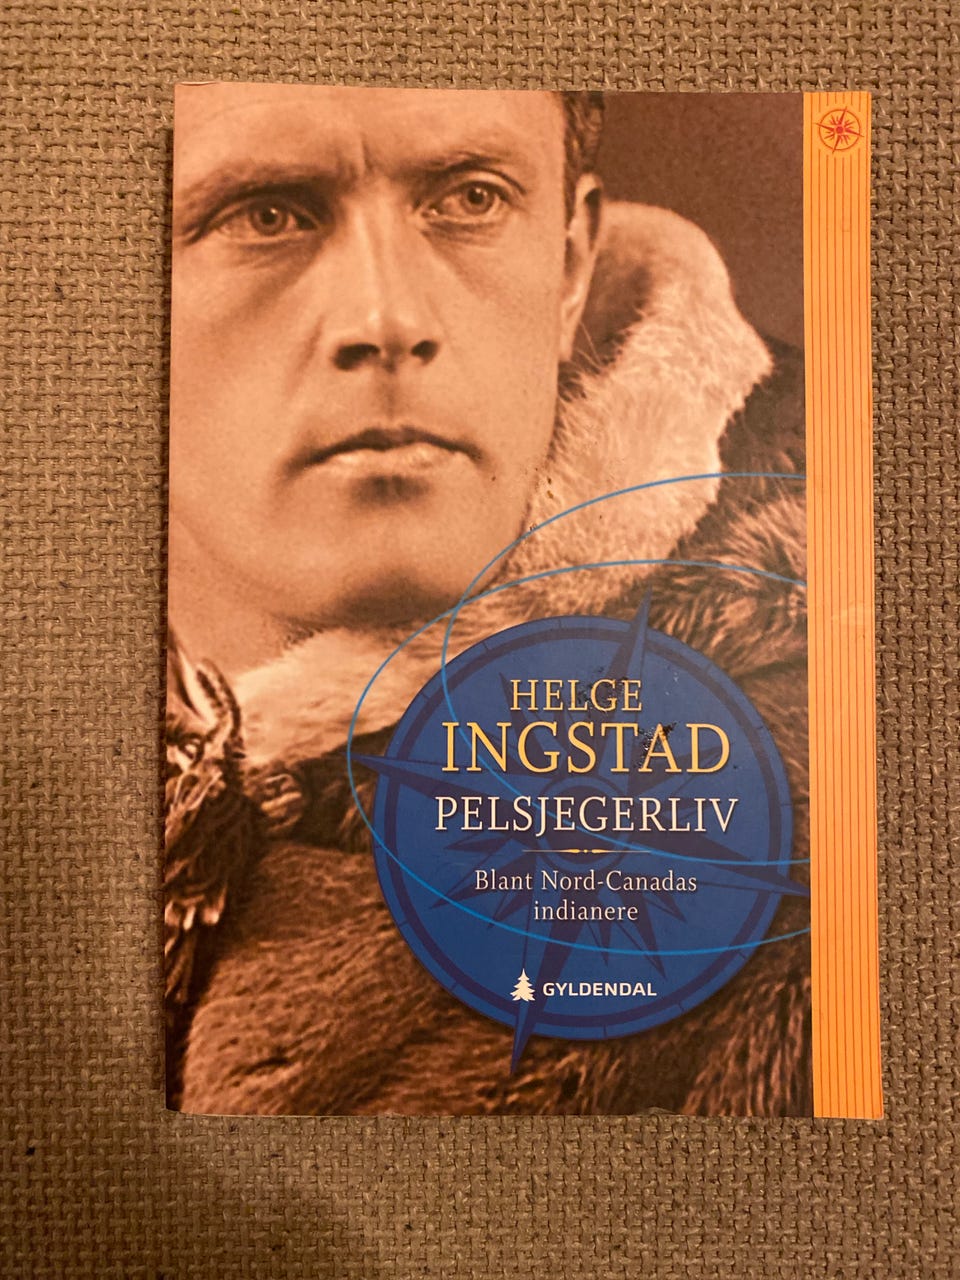 HELGE
INGSTAD
PELSJEGERLIV
Blant Nord-Canadas
indianere
GYLDENDAL